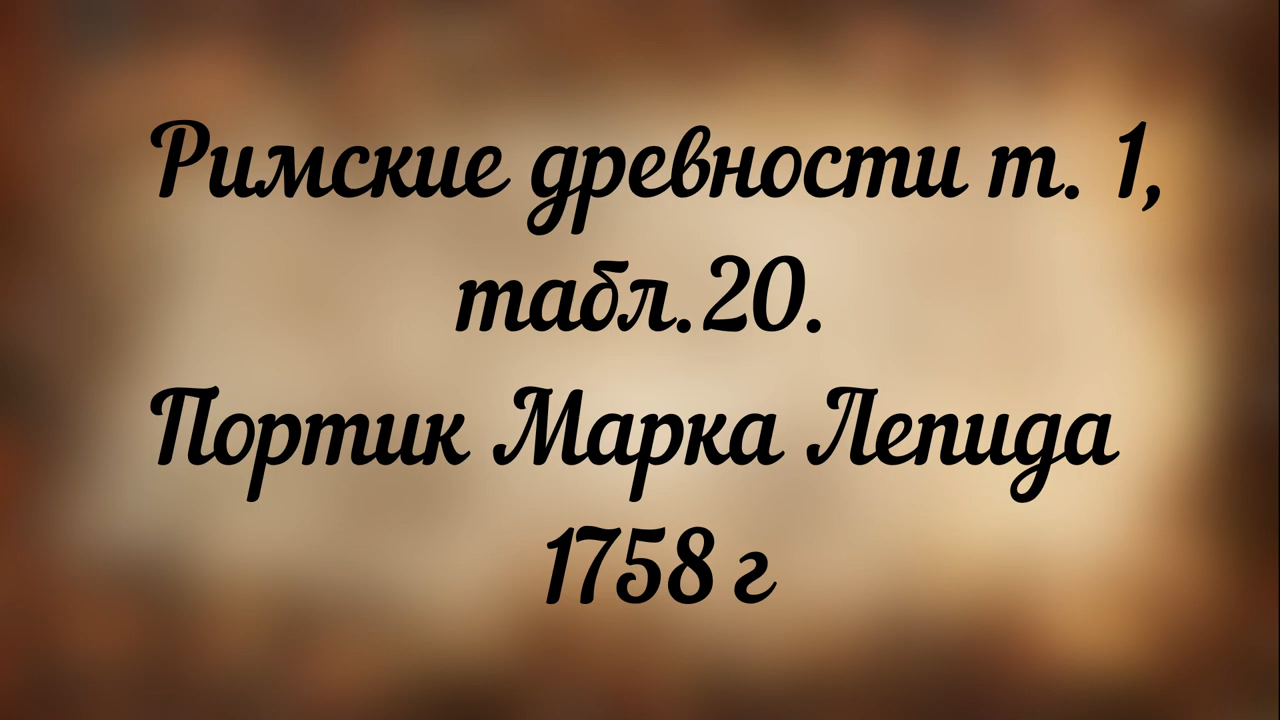 Римские древности т. 1,
табл.20.
Портик Марка Лепида
1758 г